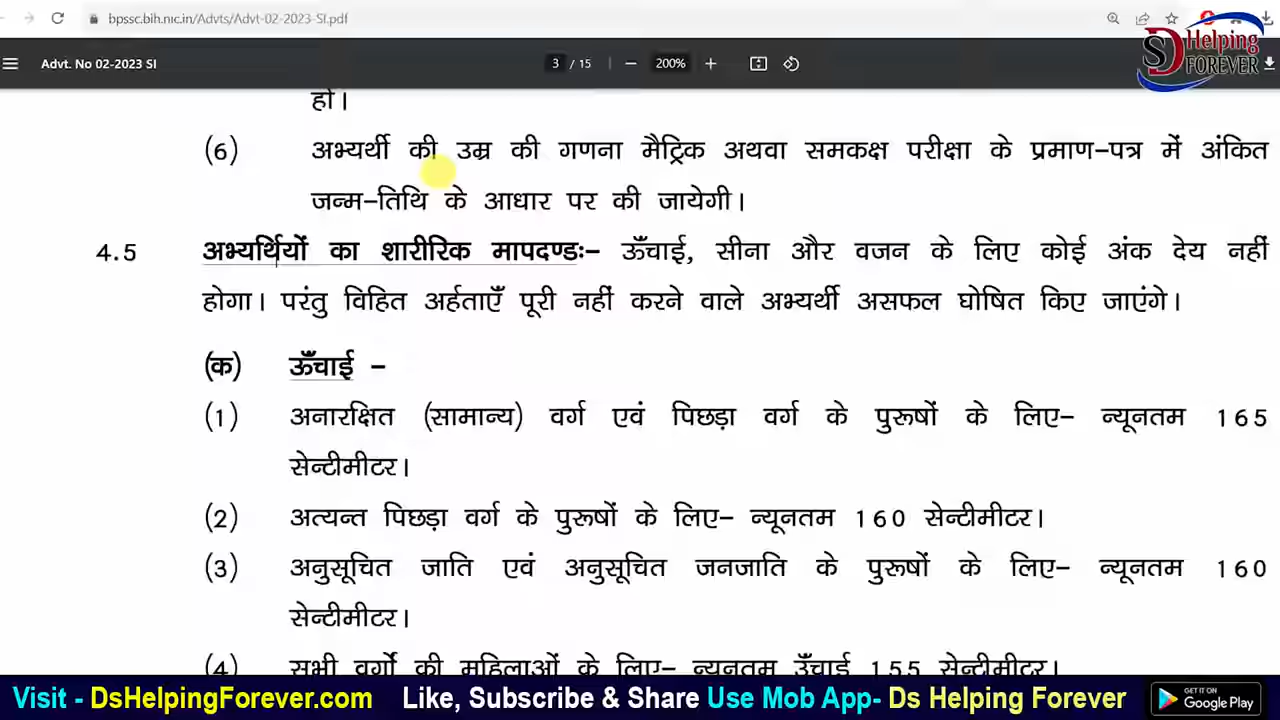 bpssc.bih.nic.in/Advts/Advt-02-2023-SI.pdf
SD Helping FOREVER
Advt. No 02-2023 SI 3 / 15 200%
हो।
(6) अभ्यर्थी की उम्र की गणना मैट्रिक अथवा समकक्ष परीक्षा के प्रमाण-पत्र में अंकित
जन्म-तिथि के आधार पर की जायेगी।
4.5 अभ्यर्थियों का शारीरिक मापदण्डः- ऊँचाई, सीना और वजन के लिए कोई अंक देय नहीं
होगा। परंतु विहित अर्हताएँ पूरी नहीं करने वाले अभ्यर्थी असफल घोषित किए जाएंगे।
(क) ऊँचाई -
(1) अनारक्षित (सामान्य) वर्ग एवं पिछड़ा वर्ग के पुरूषों के लिए- न्यूनतम 165
सेन्टीमीटर।
(2) अत्यन्त पिछड़ा वर्ग के पुरूषों के लिए- न्यूनतम 160 सेन्टीमीटर।
(3) अनुसूचित जाति एवं अनुसूचित जनजाति के पुरूषों के लिए- न्यूनतम 160
सेन्टीमीटर।
(4) सभी वर्गों की महिलाओं के लिए- न्यूनतम उँचाई 155 सेन्टीमीटर।
Visit - DsHelpingForever.com Like, Subscribe & Share Use Mob App- Ds Helping Forever GET IT ON Google Play